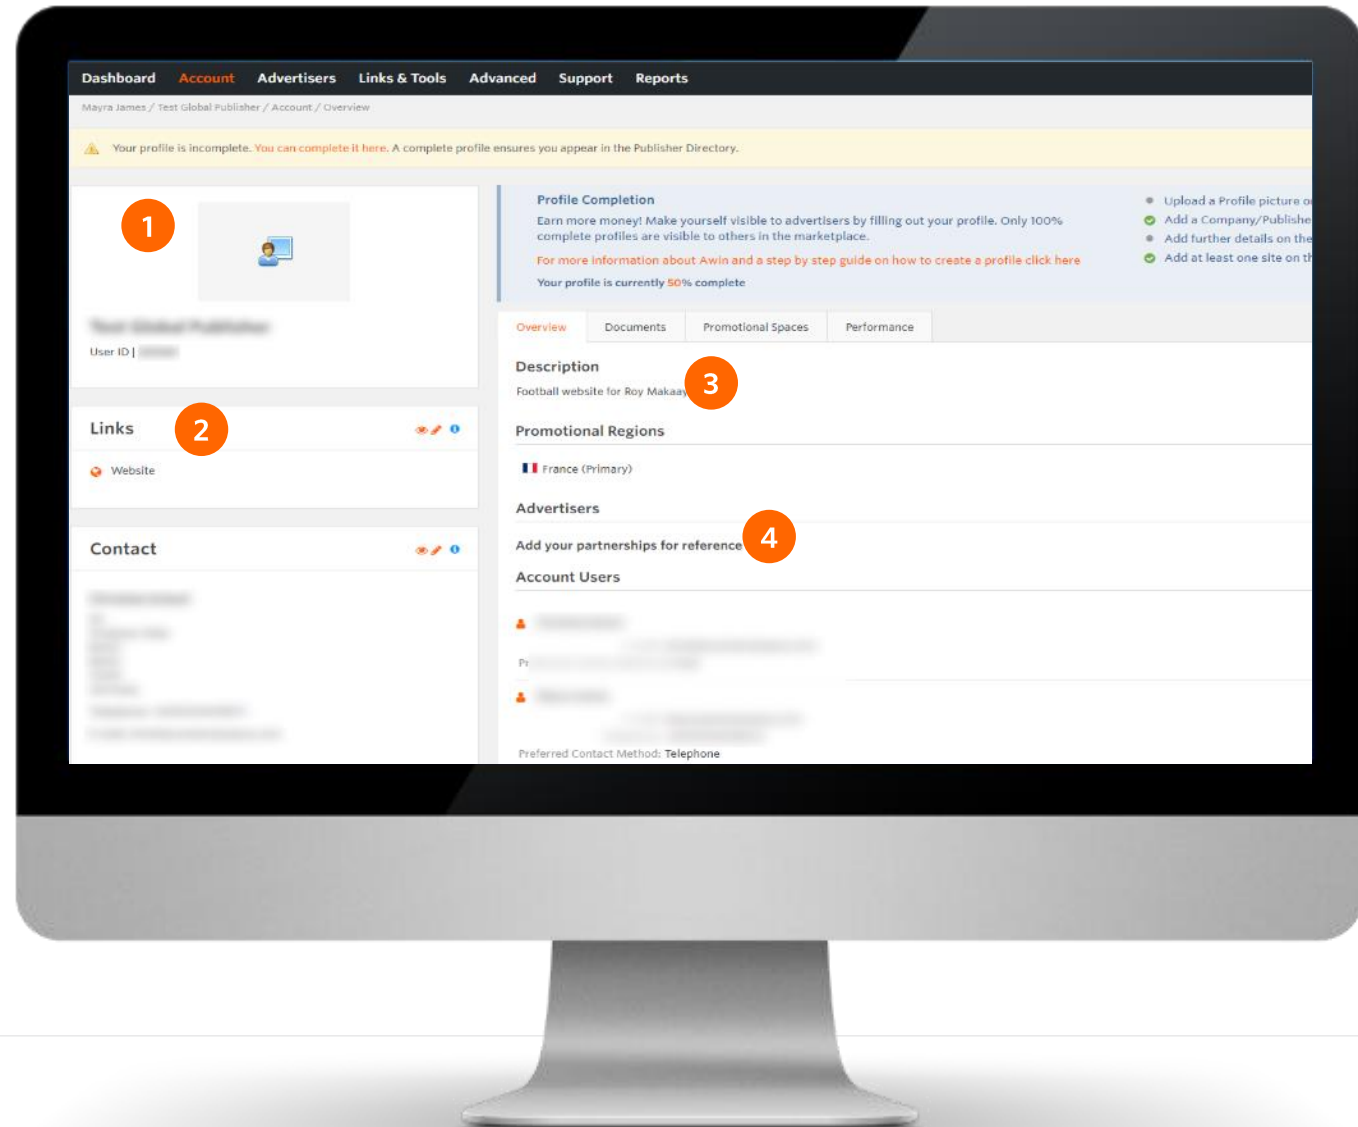 Dashboard Account Advertisers Links & Tools Advanced Support Reports
Mayra James / Test Global Publisher / Account / Overview
Your profile is incomplete. You can complete it here. A complete profile ensures you appear in the Publisher Directory.
1
User ID |
Links
2
Website
Contact
Profile Completion
Earn more money! Make yourself visible to advertisers by filling out your profile. Only 100%
complete profiles are visible to others in the marketplace.
For more information about Awin and a step by step guide on how to create a profile click here
Your profile is currently 50% complete
Upload a Profile picture
Add a Company/Publishe
Add further details on the
Add at least one site on
Overview Documents Promotional Spaces Performance
Description
Football website for Roy Makaay
3
Promotional Regions
France (Primary)
Advertisers
Add your partnerships for reference
4
Account Users
Preferred Contact Method: Telephone